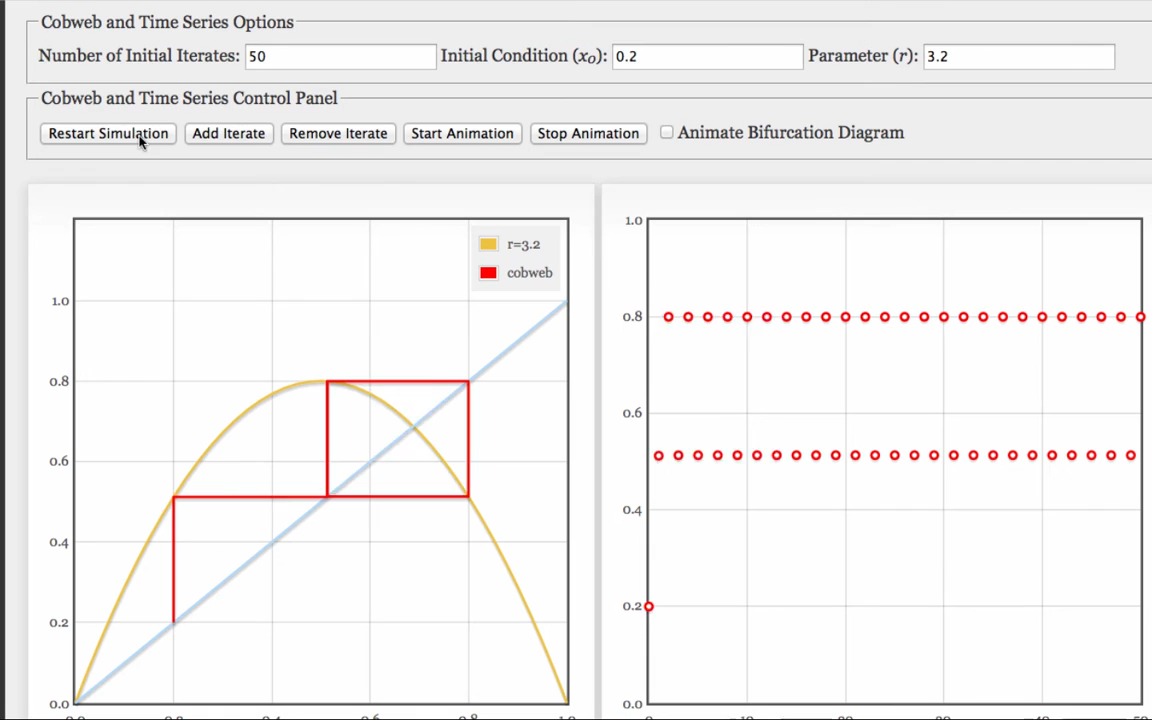 Cobweb and Time Series Options
Number of Initial Iterates: 50 Initial Condition (x₀): 0.2 Parameter (r): 3.2
Cobweb and Time Series Control Panel
Restart Simulation Add Iterate Remove Iterate Start Animation Stop Animation Animate Bifurcation Diagram
r=3.2
cobweb
1.0
0.8
0.6
0.4
0.2
0.0
1.0
0.8
0.6
0.4
0.2
0.0